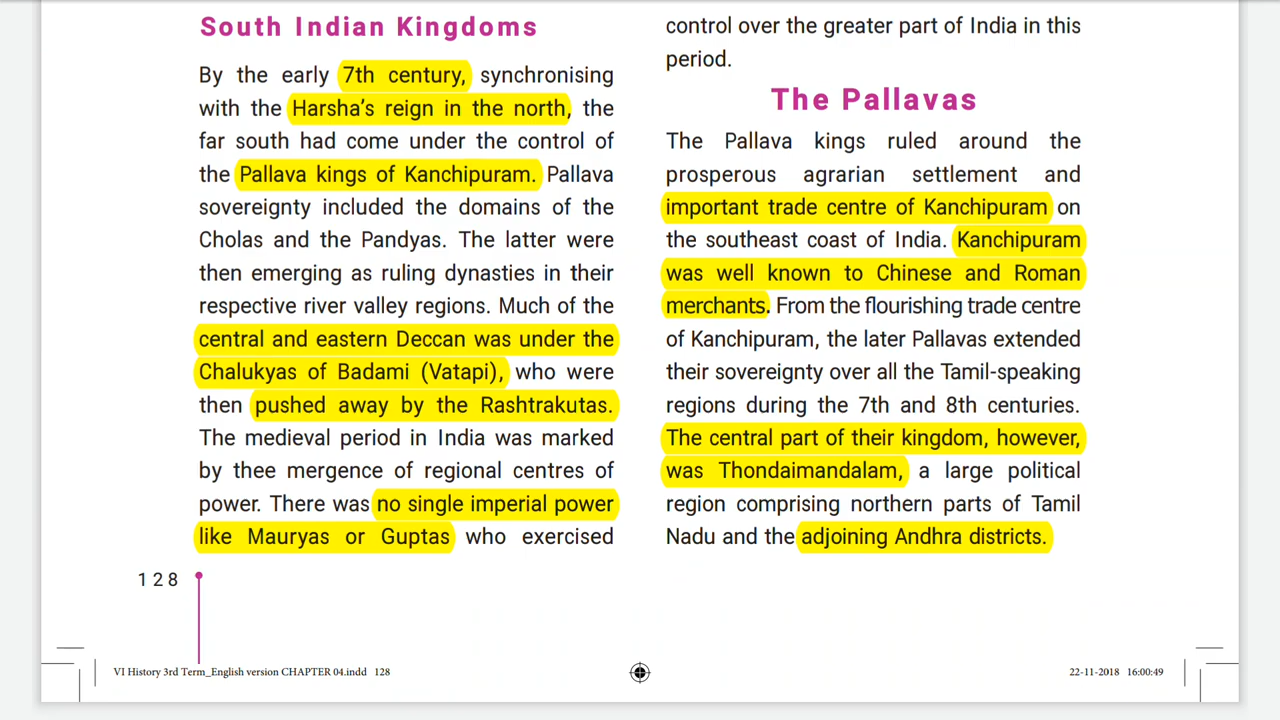 South Indian Kingdoms
By the early 7th century, synchronising
with the Harsha's reign in the north, the
far south had come under the control of
the Pallava kings of Kanchipuram. Pallava
sovereignty included the domains of the
Cholas and the Pandyas. The latter were
then emerging as ruling dynasties in their
respective river valley regions. Much of the
central and eastern Deccan was under the
Chalukyas of Badami (Vatapi), who were
then pushed away by the Rashtrakutas.
The medieval period in India was marked
by thee mergence of regional centres of
power. There was no single imperial power
like Mauryas or Guptas who exercised
control over the greater part of India in this
period.
The Pallavas
The Pallava kings ruled around the
prosperous agrarian settlement and
important trade centre of Kanchipuram on
the southeast coast of India. Kanchipuram
was well known to Chinese and Roman
merchants. From the flourishing trade centre
of Kanchipuram, the later Pallavas extended
their sovereignty over all the Tamil-speaking
regions during the 7th and 8th centuries.
The central part of their kingdom, however,
was Thondaimandalam, a large political
region comprising northern parts of Tamil
Nadu and the adjoining Andhra districts.
128
VI History 3rd Term_English version CHAPTER 04.indd 128
22-11-2018 16:00:49